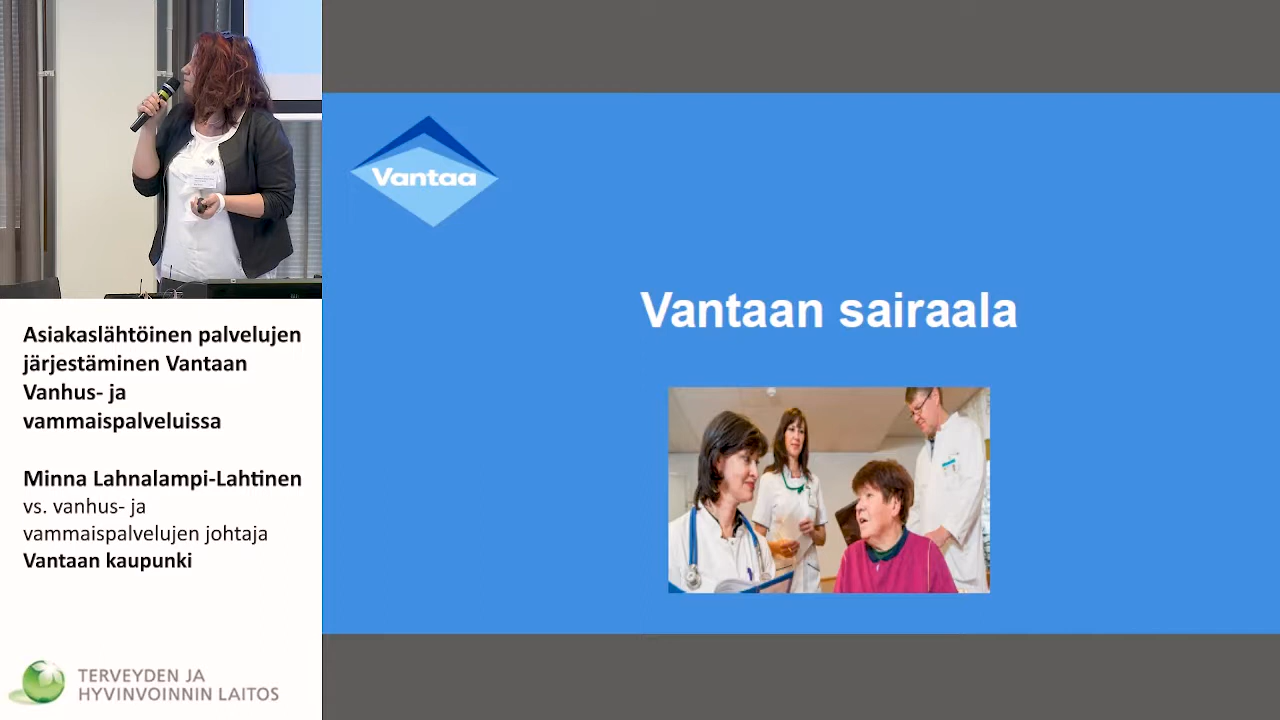 Asiakaslähtöinen palvelujen
järjestäminen Vantaan
Vanhus- ja
vammaispalveluissa
Minna Lahnalampi-Lahtinen
vs. vanhus- ja
vammaispalvelujen johtaja
Vantaan kaupunki
TERVEYDEN JA
HYVINVOINNIN LAITOS
Vantaa
Vantaan sairaala